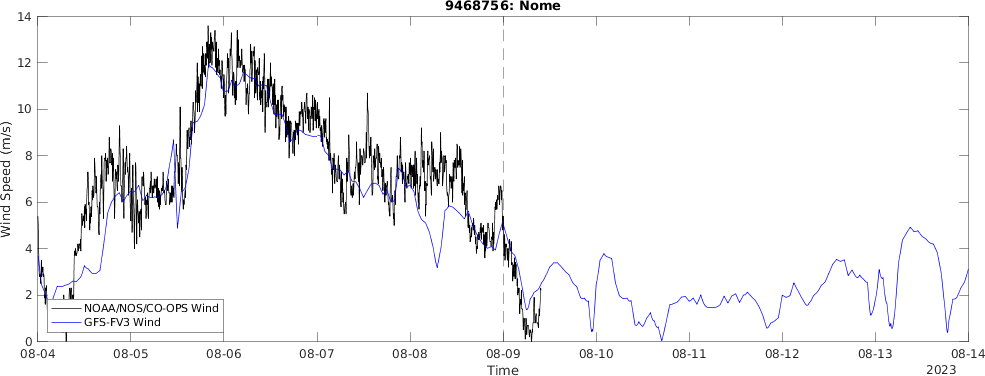 9468756: Nome
14
12
10
8
6
4
2
0
Wind Speed (m/s)
NOAA/NOS/CO-OPS Wind
GFS-FV3 Wind
08-04 08-05 08-06 08-07 08-08 08-09 08-10 08-11 08-12 08-13 08-14
Time
2023